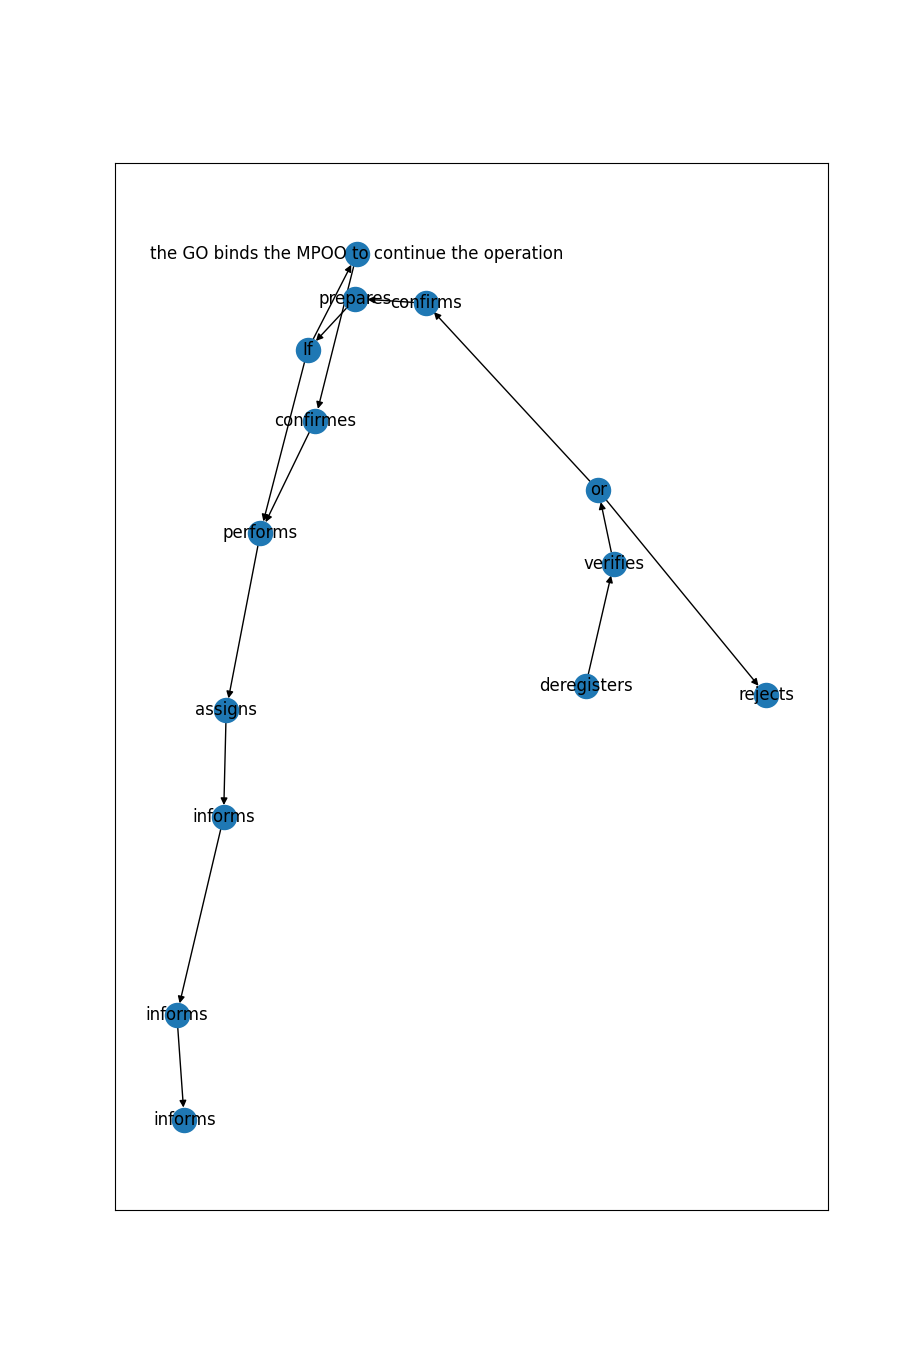 the GO binds the MPOO to continue the operation
prepares
confirms
If
confirmes
or
performs
verifies
deregisters
rejects
assigns
informs
informs
informs